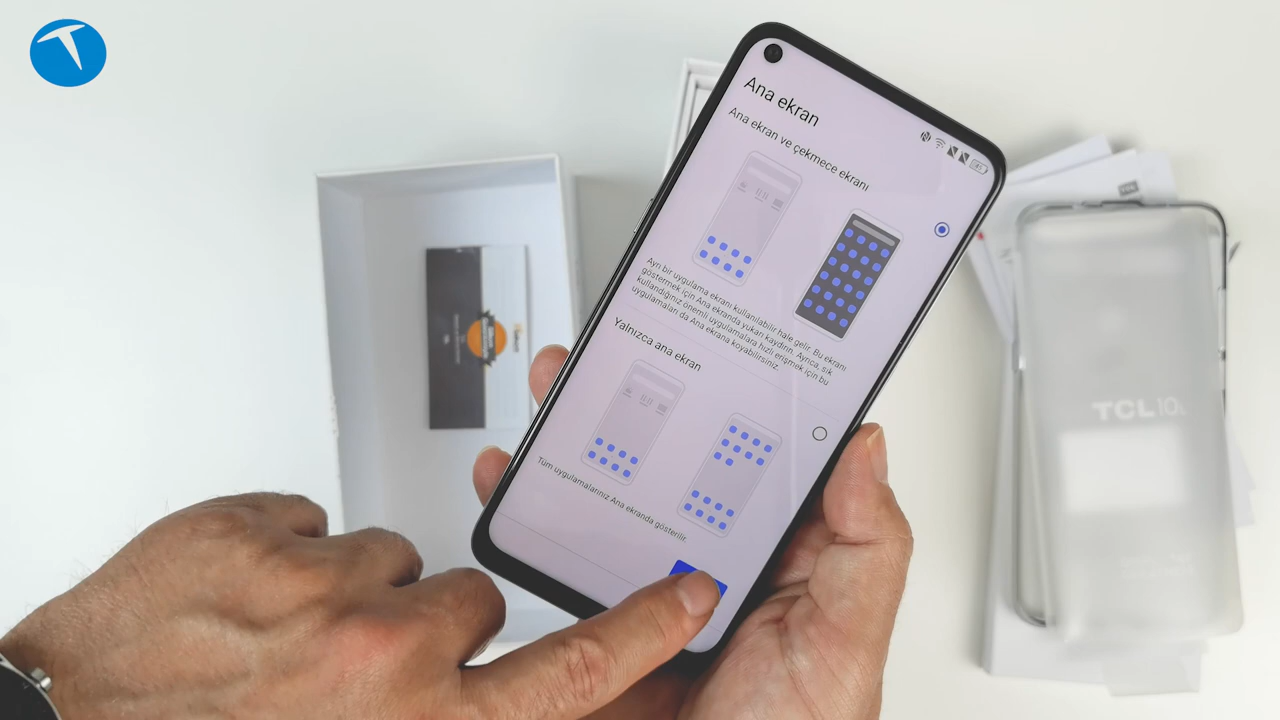 Ana ekran
Ana ekran ve çekmece ekranı
Ayrı bir uygulama ekranı kullanılabilir hale gelir. Bu ekranı
göstermek için Ana ekranda yukarı kaydırın. Ayrıca, sık
kullandığınız önemli uygulamalara hızlı erişmek için bu
uygulamaları da Ana ekrana koyabilirsiniz.
Yalnızca ana ekran
Tüm uygulamalarınız Ana ekranda gösterilir.
TCL 10L